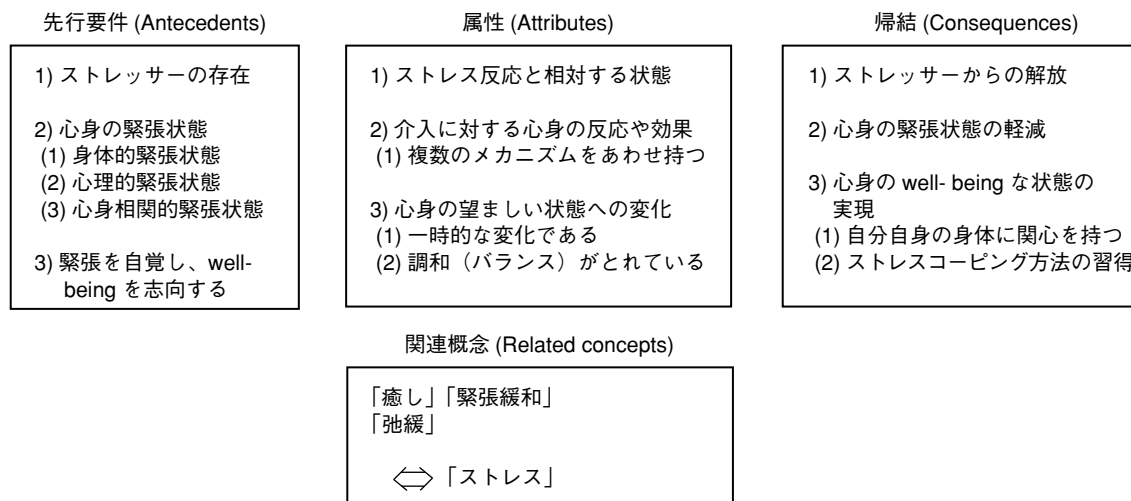 先行要件 (Antecedents)
1) ストレッサーの存在
2) 心身の緊張状態
(1) 身体的緊張状態
(2) 心理的緊張状態
(3) 心身相関的緊張状態
3) 緊張を自覚し、well-
being を志向する
属性 (Attributes)
1) ストレス反応と相対する状態
2) 介入に対する心身の反応や効果
(1) 複数のメカニズムをあわせ持つ
3) 心身の望ましい状態への変化
(1) 一時的な変化である
(2) 調和（バランス）がとれている
帰結 (Consequences)
1) ストレッサーからの解放
2) 心身の緊張状態の軽減
3) 心身の well- being な状態の
実現
(1) 自分自身の身体に関心を持つ
(2) ストレスコーピング方法の習得
関連概念 (Related concepts)
「癒し」「緊張緩和」
「弛緩」
⇔「ストレス」